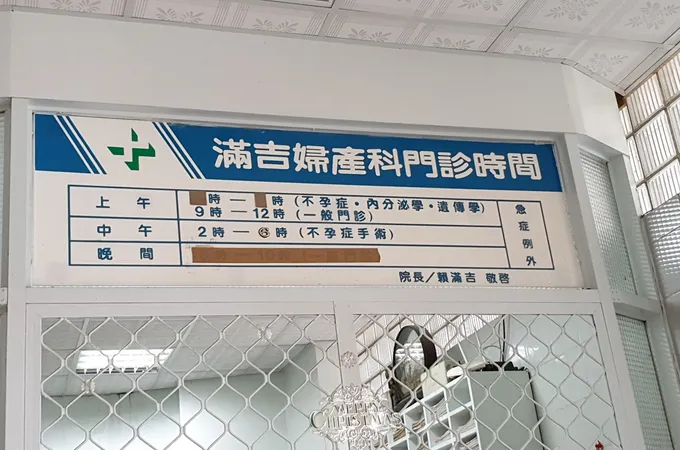 滿吉婦產科門診時間
上午 時—時(不孕症・內分泌學・遺傳學)
9時—12時(一般門診)
中午 2時—時(不孕症手術)
晚間
急症例外
院長/賴滿吉 敬啓
MERRY
CHRISTMAS